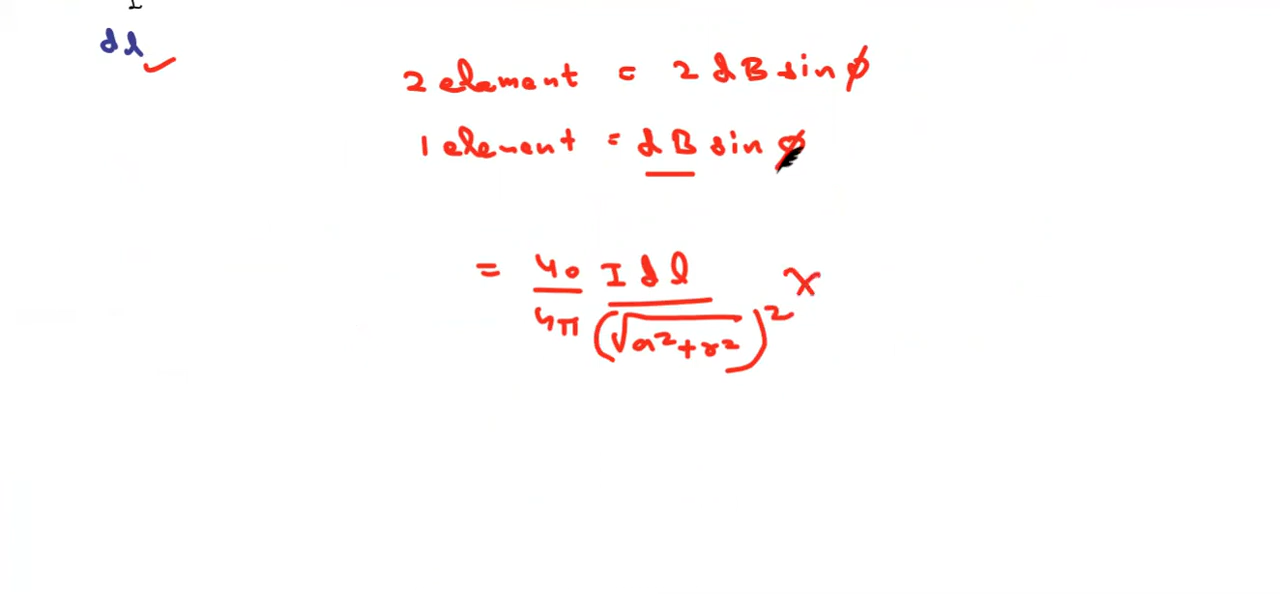 dl
2 element = 2 dB sin ϕ
1 element = dB sin ϕ
= μ0/4π I dl/(√a²+r²)² ×